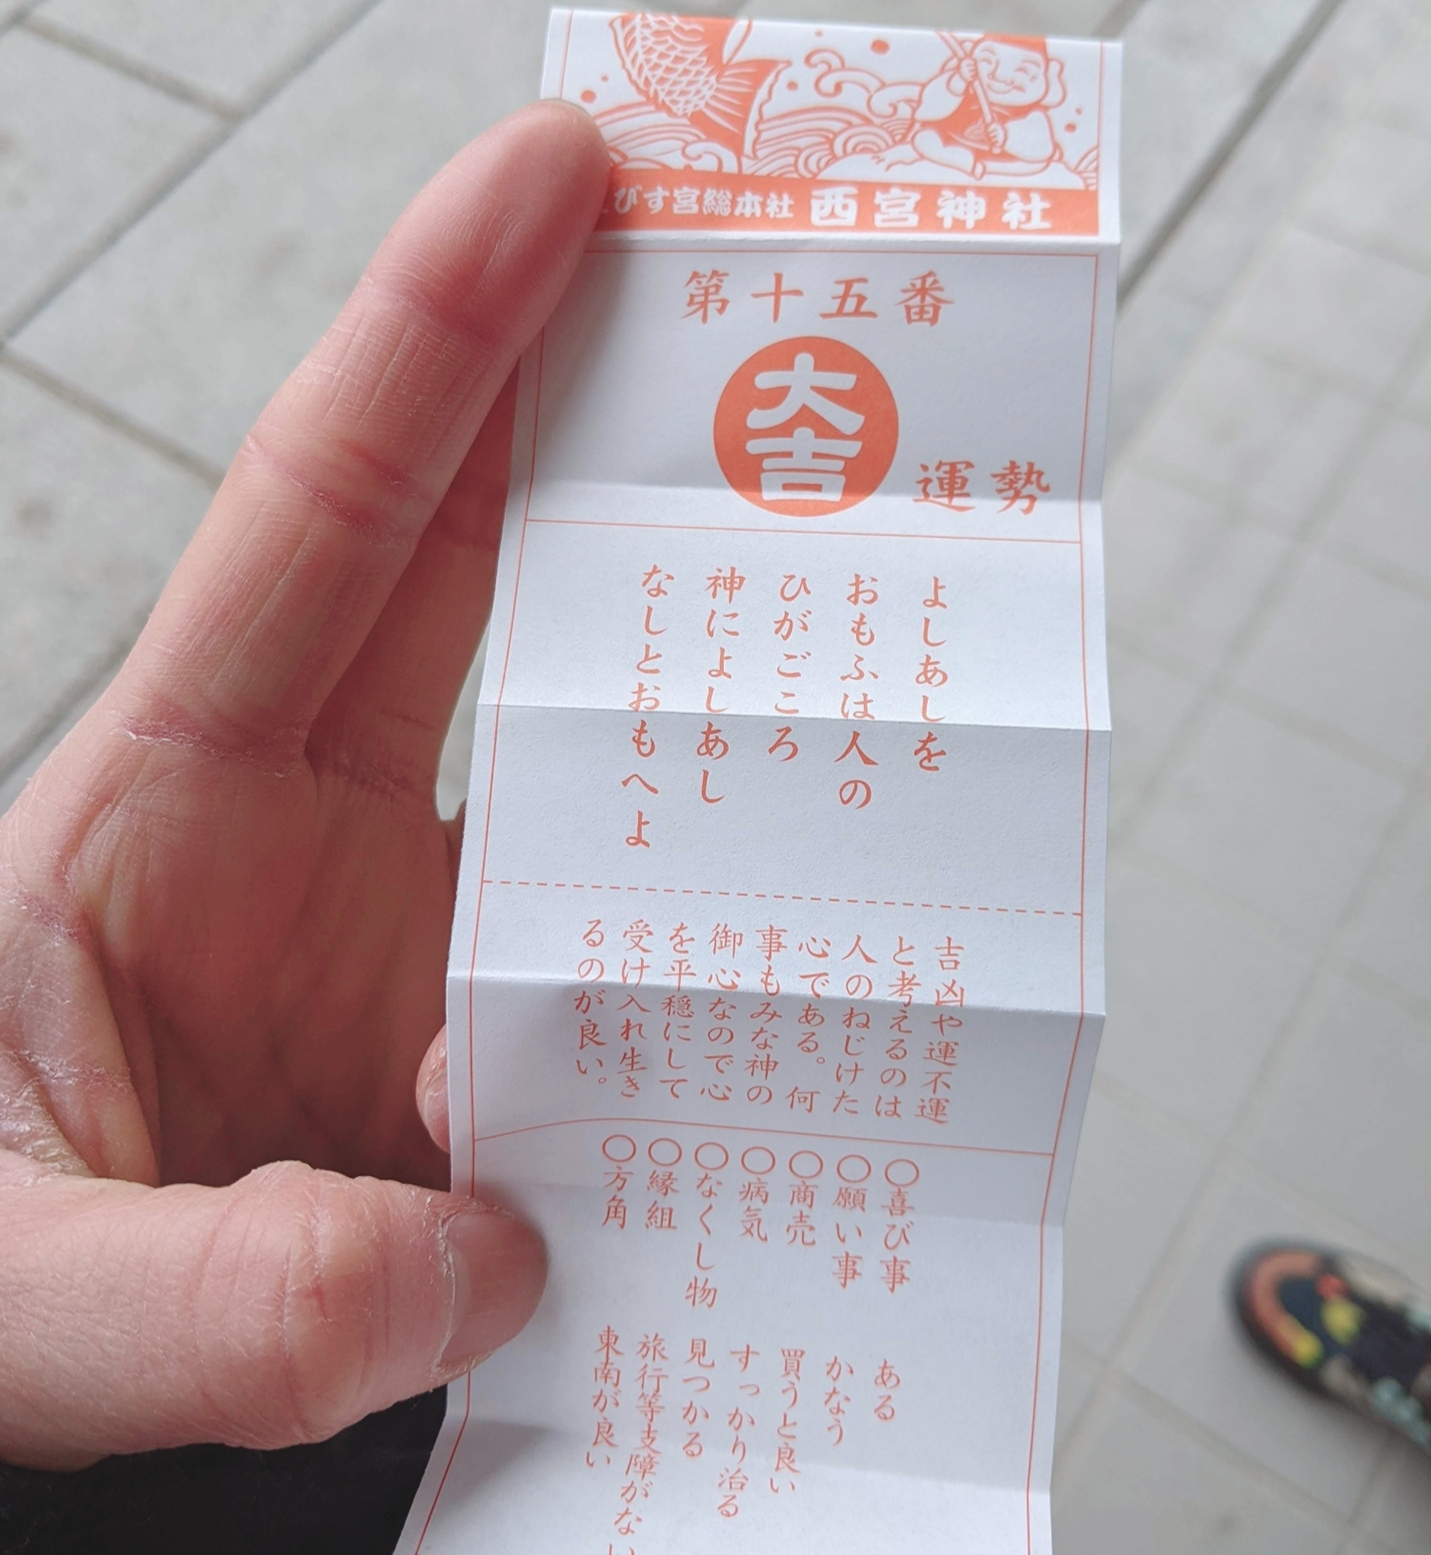 びす宮総本社 西宮神社
第十五番
大吉
運勢
よしあしを
おもふは人の
ひがごころ
神によしあし
なしとおもへよ
吉凶や運不運
と考えるのは
人のねじけた
心である。何
事もみな神の
御心なので心
を平穏にして
受け入れ生き
るのが良い。
○喜び事 ある
○願い事 かなう
○商売 買うと良い
○病気 すっかり治る
○なくし物 見つかる
○縁組 旅行等支障がない
○方角 東南が良い